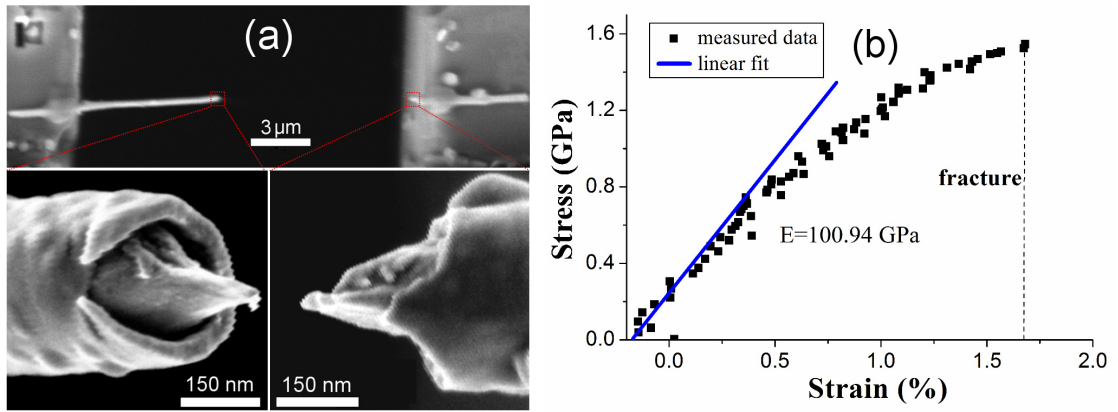 (a)
3 μm
150 nm
150 nm
(b)
measured data
linear fit
1.6
1.2
0.8
0.4
0.0
Stress (GPa)
fracture
E=100.94 GPa
0.0
0.5
1.0
1.5
2.0
Strain (%)